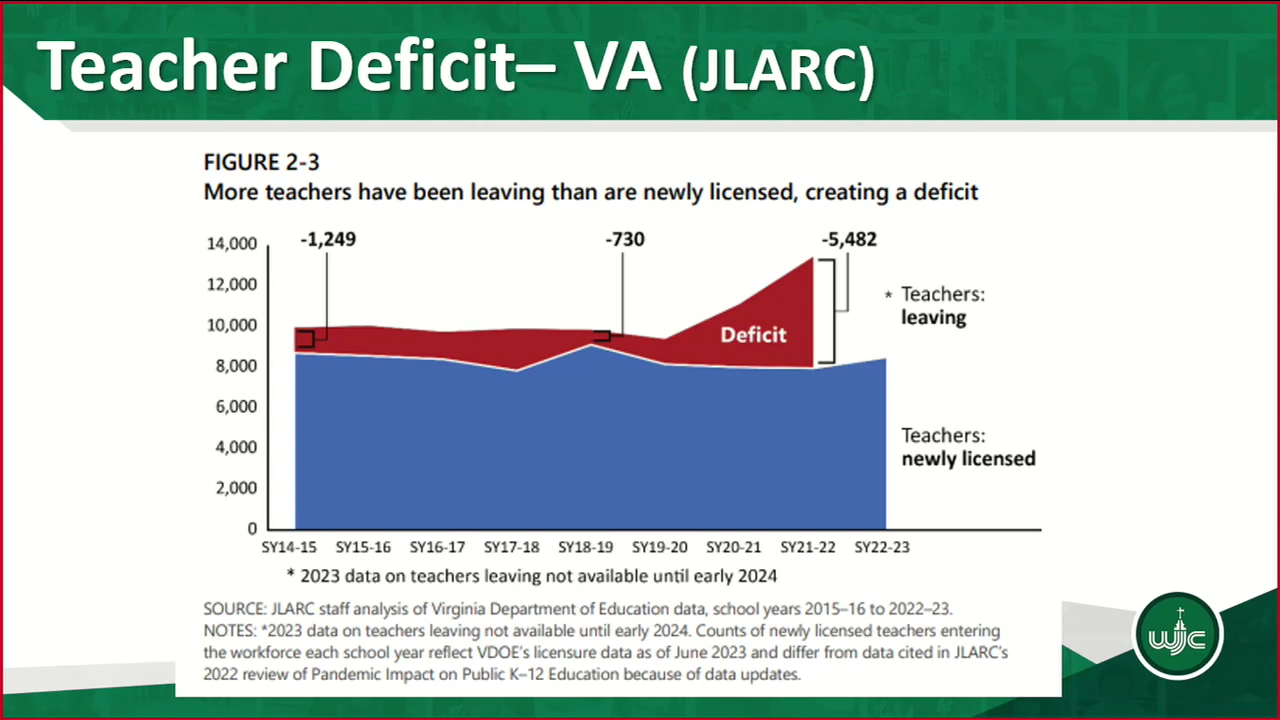 Teacher Deficit– VA (JLARC)
FIGURE 2-3
More teachers have been leaving than are newly licensed, creating a deficit
-1,249
-730
-5,482
14,000
12,000
10,000
8,000
6,000
4,000
2,000
0
Deficit
* Teachers:
leaving
Teachers:
newly licensed
SY14-15 SY15-16 SY16-17 SY17-18 SY18-19 SY19-20 SY20-21 SY21-22 SY22-23
* 2023 data on teachers leaving not available until early 2024
SOURCE: JLARC staff analysis of Virginia Department of Education data, school years 2015–16 to 2022–23.
NOTES: *2023 data on teachers leaving not available until early 2024. Counts of newly licensed teachers entering
the workforce each school year reflect VDOE's licensure data as of June 2023 and differ from data cited in JLARC's
2022 review of Pandemic Impact on Public K–12 Education because of data updates.
WJC